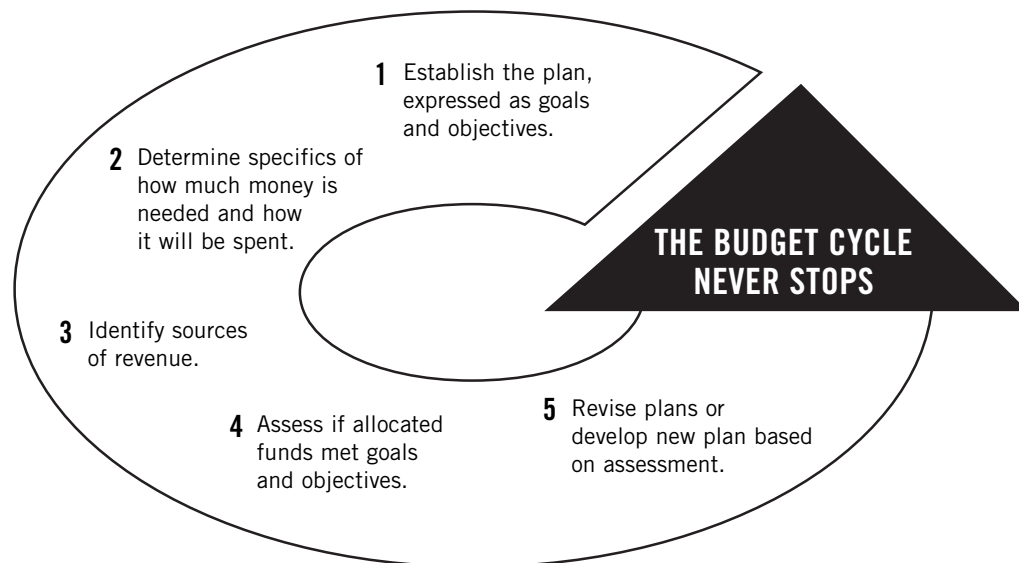 1 Establish the plan,
expressed as goals
and objectives.
2 Determine specifics of
how much money is
needed and how
it will be spent.
3 Identify sources
of revenue.
4 Assess if allocated
funds met goals
and objectives.
5 Revise plans or
develop new plan based
on assessment.
THE BUDGET CYCLE
NEVER STOPS